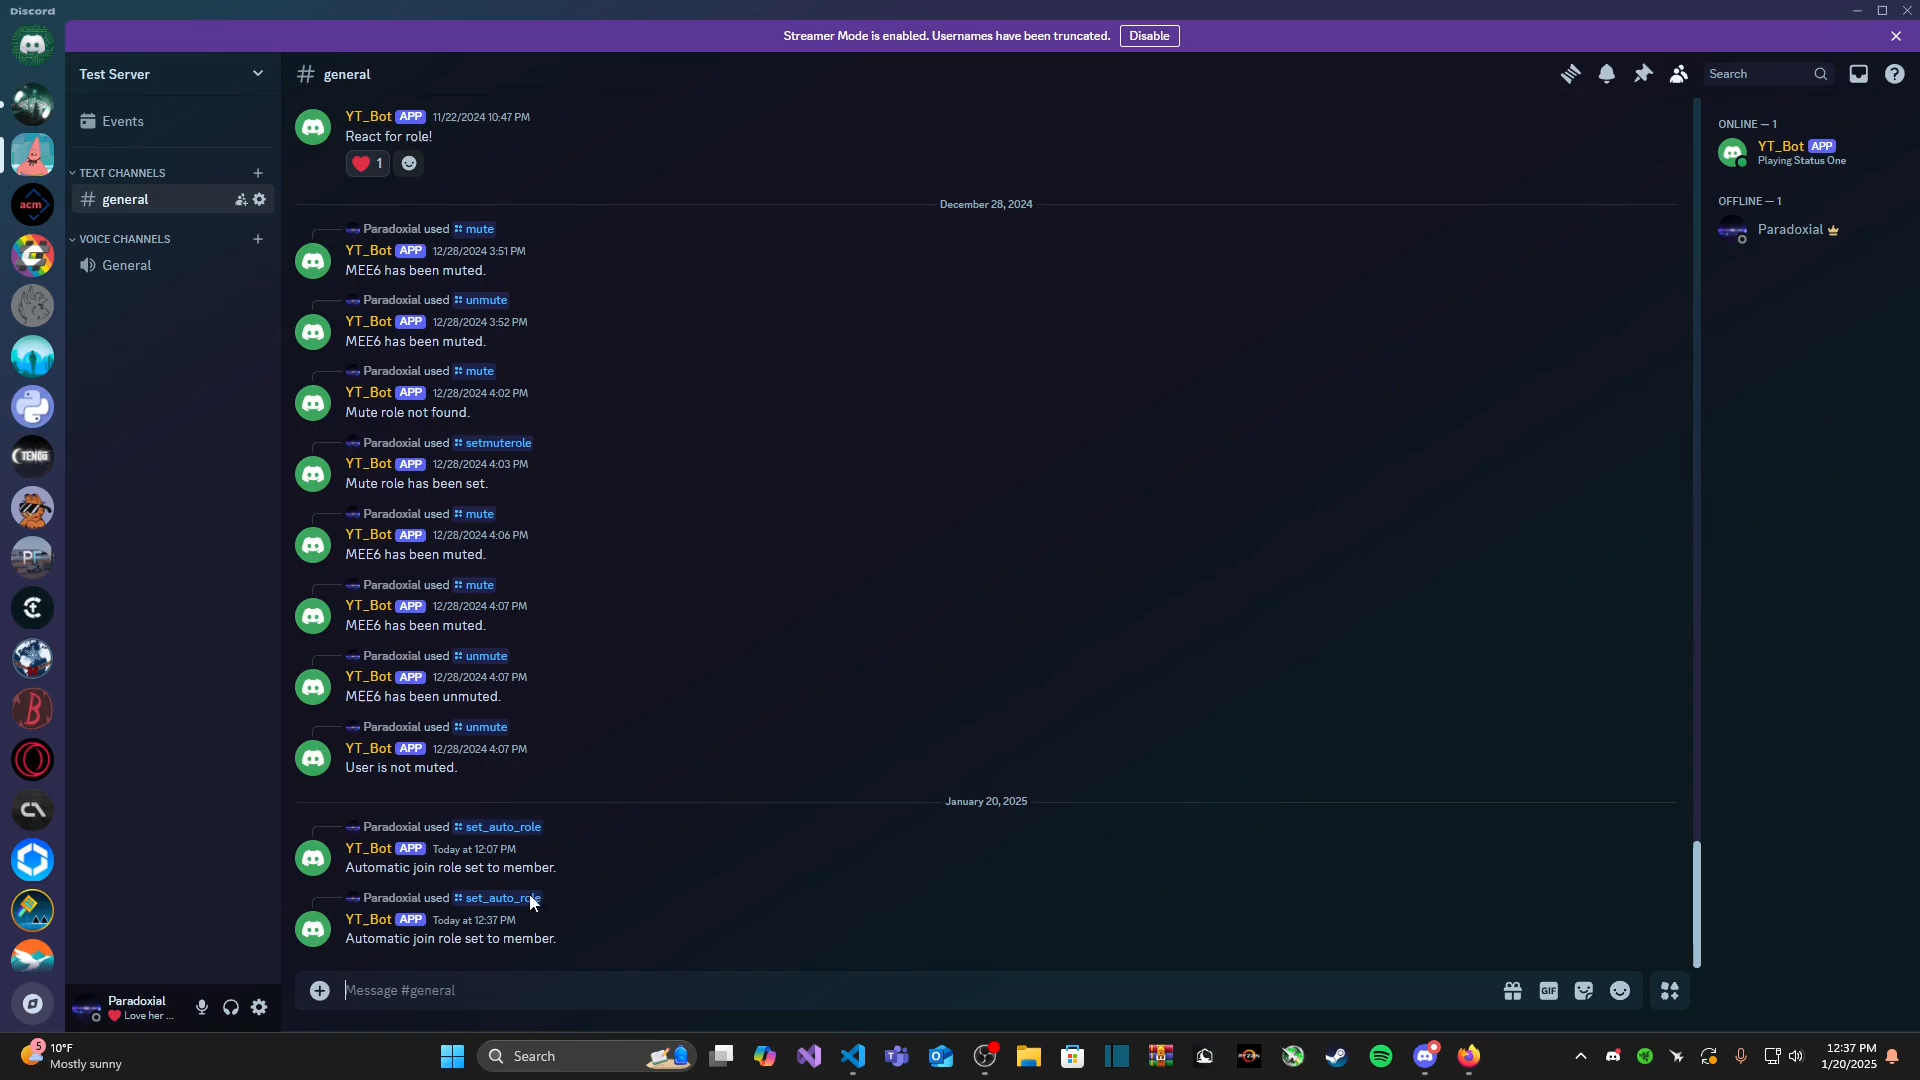 Discord
Streamer Mode is enabled. Usernames have been truncated. Disable
Test Server
# general
Search
Events
TEXT CHANNELS
general
VOICE CHANNELS
General
acm
TENO
PF
YT_Bot APP 11/22/2024 10:47 PM
React for role!
1
December 28, 2024
Paradoxial used mute
YT_Bot APP 12/28/2024 3:51 PM
MEE6 has been muted.
Paradoxial used unmute
YT_Bot APP 12/28/2024 3:52 PM
MEE6 has been muted.
Paradoxial used mute
YT_Bot APP 12/28/2024 4:02 PM
Mute role not found.
Paradoxial used setmuterole
YT_Bot APP 12/28/2024 4:03 PM
Mute role has been set.
Paradoxial used mute
YT_Bot APP 12/28/2024 4:06 PM
MEE6 has been muted.
Paradoxial used mute
YT_Bot APP 12/28/2024 4:07 PM
MEE6 has been muted.
Paradoxial used unmute
YT_Bot APP 12/28/2024 4:07 PM
MEE6 has been unmuted.
Paradoxial used unmute
YT_Bot APP 12/28/2024 4:07 PM
User is not muted.
January 20, 2025
Paradoxial used set_auto_role
YT_Bot APP Today at 12:07 PM
Automatic join role set to member.
Paradoxial used set_auto_role
YT_Bot APP Today at 12:37 PM
Automatic join role set to member.
Message #general
GIF
ONLINE — 1
YT_Bot APP
Playing Status One
OFFLINE — 1
Paradoxial
Paradoxial
Love her ...
5
10°F
Mostly sunny
Search
RYZEN
12:37 PM
1/20/2025